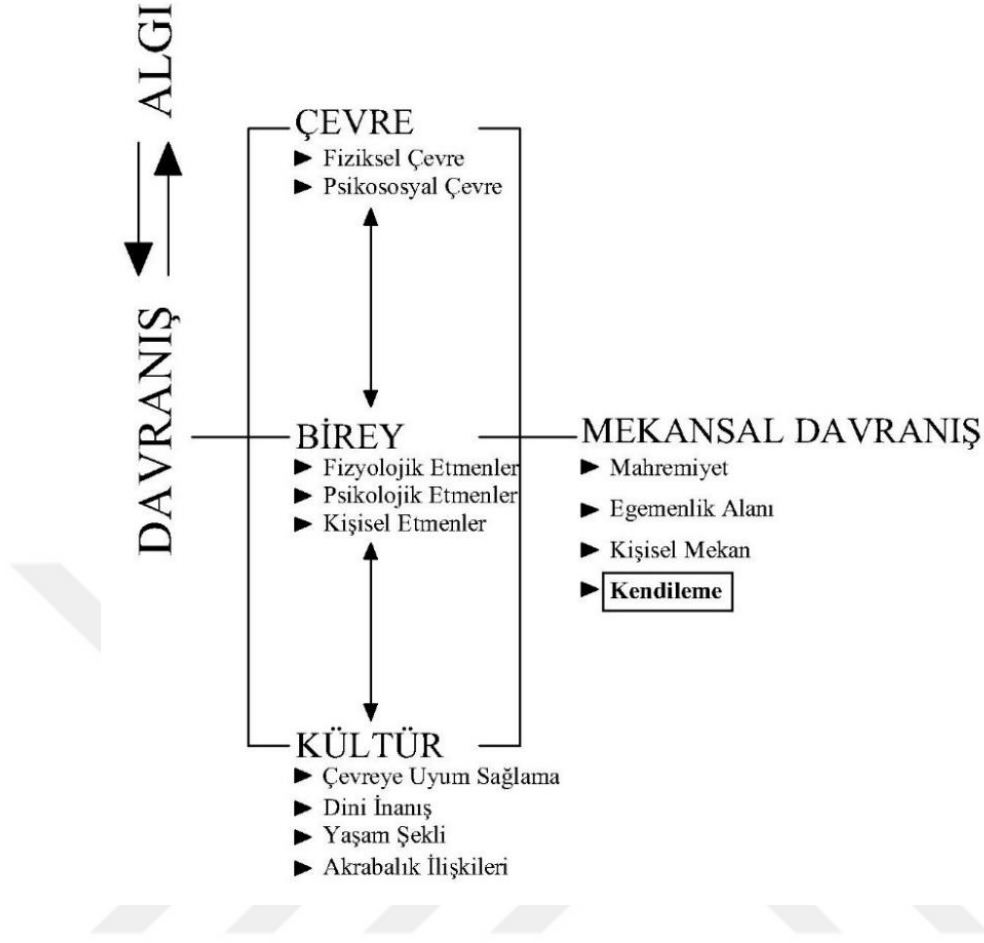 ALGI
DAVRANIŞ
ÇEVRE
Fiziksel Çevre
Psikososyal Çevre
BİREY
Fizyolojik Etmenler
Psikolojik Etmenler
Kişisel Etmenler
KÜLTÜR
Çevreye Uyum Sağlama
Dini İnanış
Yaşam Şekli
Akrabalık İlişkileri
MEKANSAL DAVRANIŞ
Mahremiyet
Egemenlik Alanı
Kişisel Mekan
Kendileme